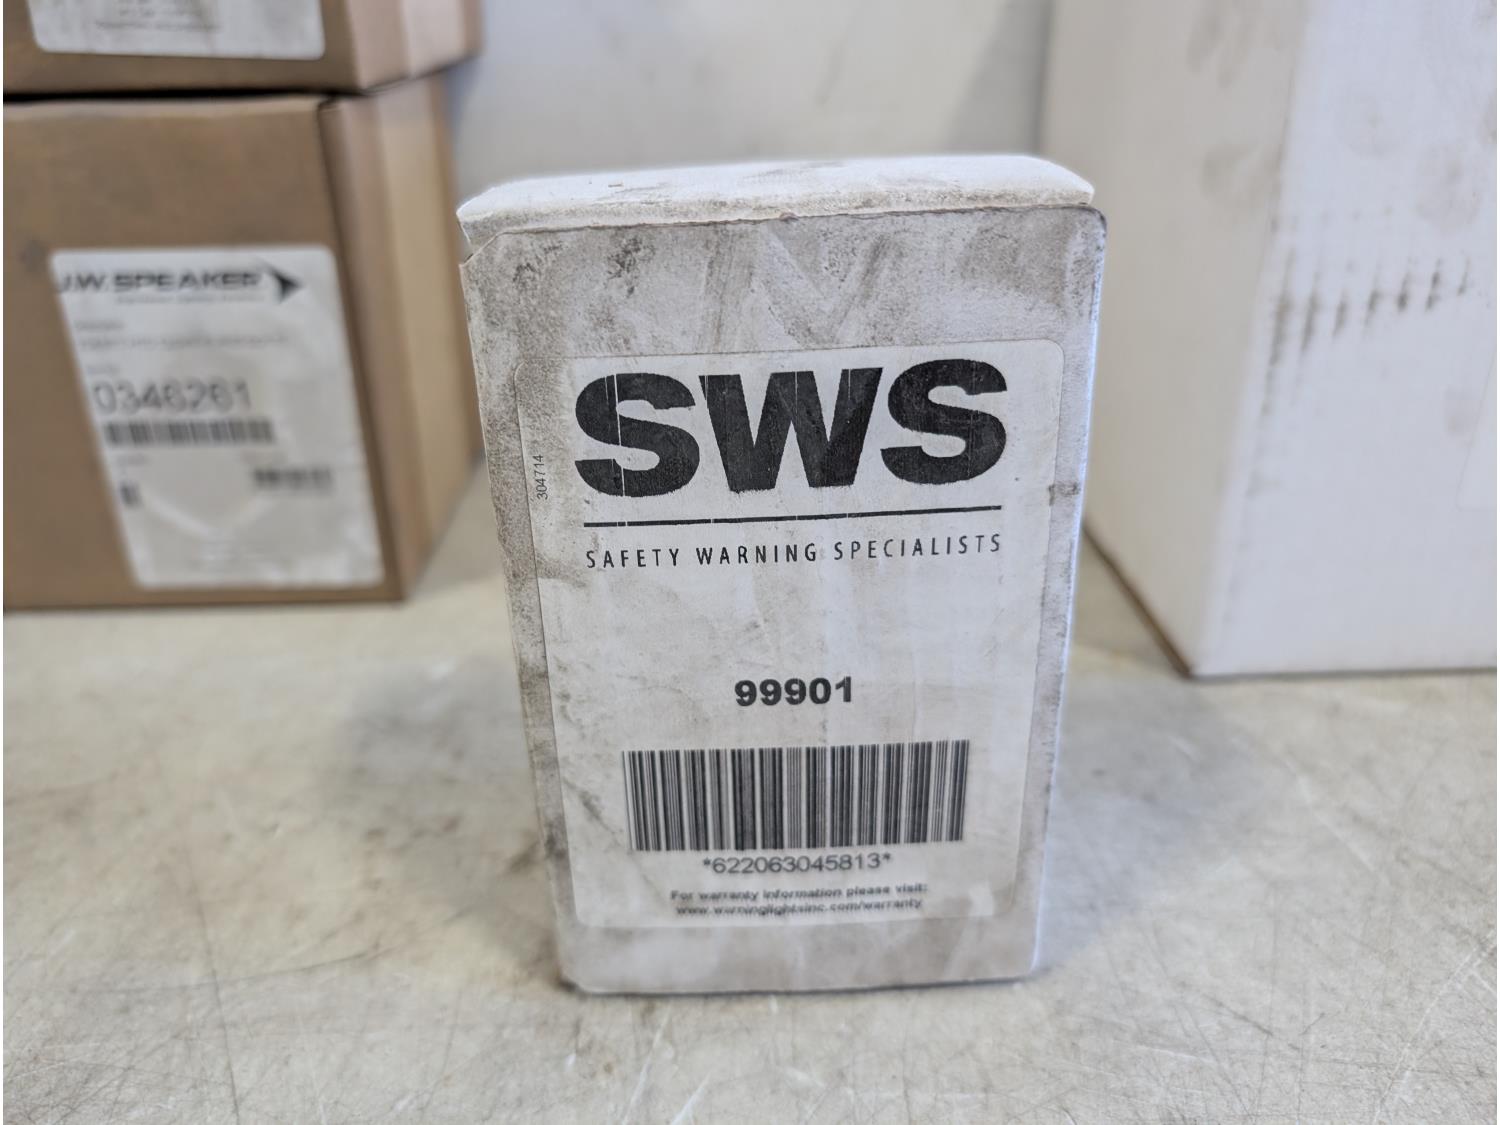 J.W. SPEAKER
0346261
SWS
SAFETY WARNING SPECIALISTS
304714
99901
*622063045813*
For warranty information please visit:
www.warninglightsinc.com/warranty